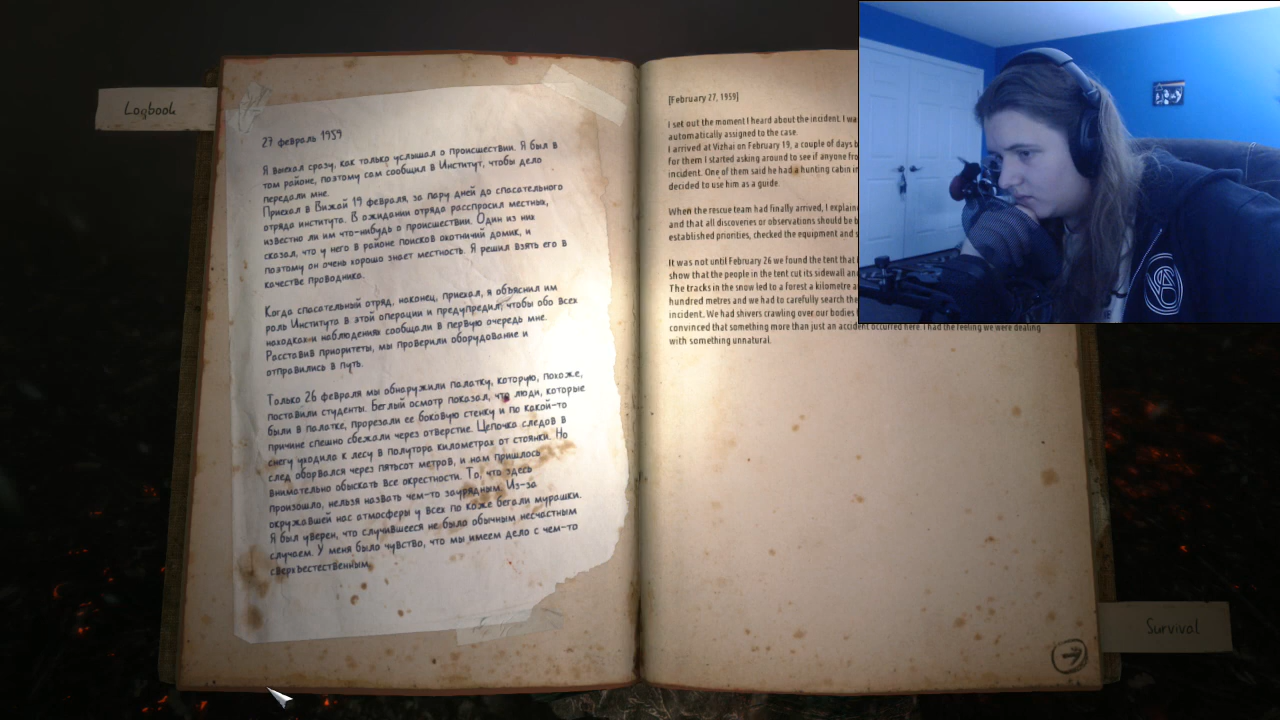 Logbook
27 февраль 1959
Я выехал сразу, как только услышал о происшествии. Я был в
том районе, поэтому сам сообщил в Институт, чтобы дело
передали мне.
Приехал в Вижай 19 февраля, за пару дней до спасательного
отряда института. В ожидании отряда расспросил местных,
известно ли им что-нибудь о происшествии. Один из них
сказал, что у него в районе поисков охотничий домик, и
поэтому он очень хорошо знает местность. Я решил взять его в
качестве проводника.
Когда спасательный отряд, наконец, приехал, я объяснил им
роль Института в этой операции и предупредил, чтобы обо всех
находках и наблюдениях сообщали в первую очередь мне.
Расставив приоритеты, мы проверили оборудование и
отправились в путь.
Только 26 февраля мы обнаружили палатку, которую, похоже,
поставили студенты. Беглый осмотр показал, что люди, которые
были в палатке, прорезали ее боковую стенку и по какой-то
причине спешно сбежали через отверстие. Цепочка следов в
снегу уходила к лесу в полутора километрах от стоянки. Но
след оборвался через пятьсот метров, и нам пришлось
внимательно обыскать все окрестности. То, что здесь
произошло, нельзя назвать чем-то заурядным. Из-за
окружавшей нас атмосферы у всех по коже бегали мурашки.
Я был уверен, что случившееся не было обычным несчастным
случаем. У меня было чувство, что мы имеем дело с чем-то
сверхъестественным.
[February 27, 1959]
I set out the moment I heard about the incident. I wa
automatically assigned to the case.
I arrived at Vizhai on February 19, a couple of days b
for them I started asking around to see if anyone fro
incident. One of them said he had a hunting cabin i
decided to use him as a guide.
When the rescue team had finally arrived, I explain
and that all discoveries or observations should be b
established priorities, checked the equipment and s
It was not until February 26 we found the tent that
show that the people in the tent cut its sidewall an
The tracks in the snow led to a forest a kilometre a
hundred metres and we had to carefully search the
incident. We had shivers crawling over our bodies
convinced that something more than just an accident occurred here. I had the feeling we were dealing
with something unnatural.
Survival